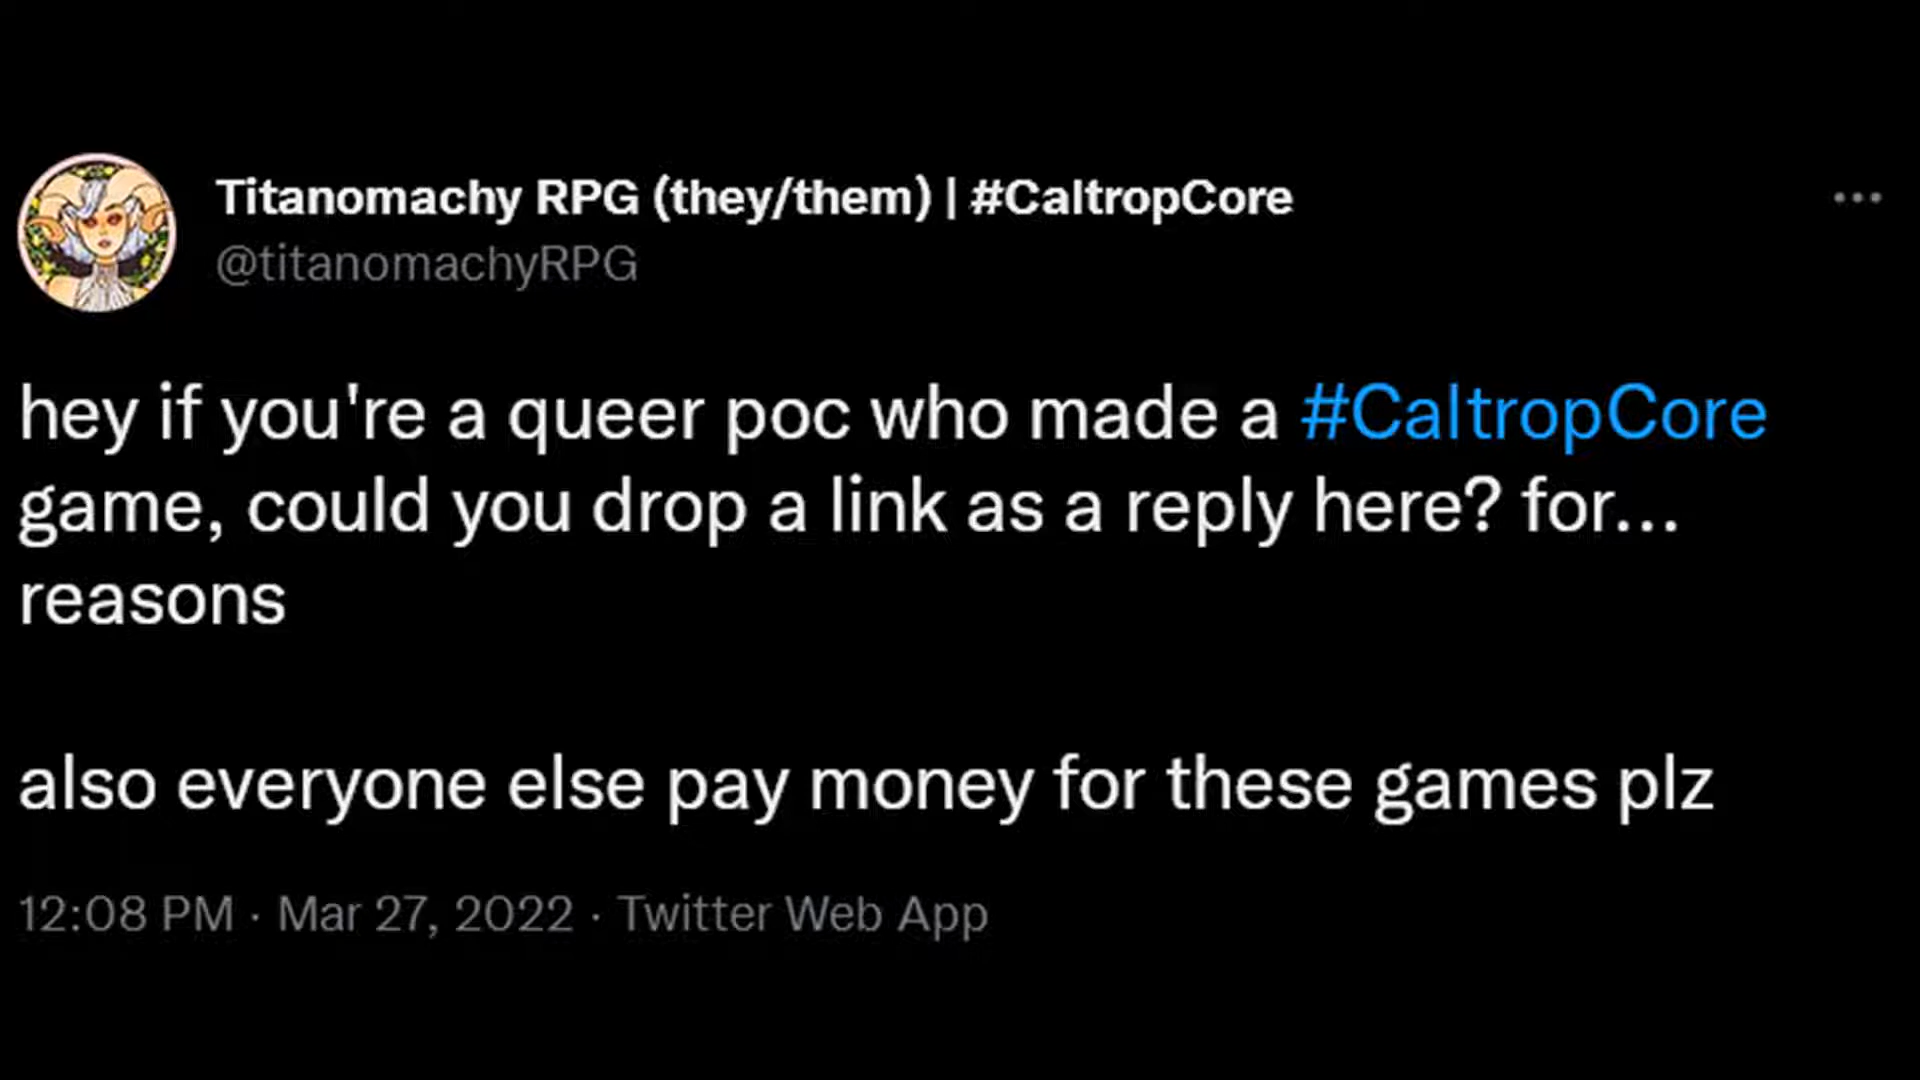 Titanomachy RPG (they/them) | #CaltropCore
@titanomachyRPG
hey if you're a queer poc who made a #CaltropCore
game, could you drop a link as a reply here? for...
reasons
also everyone else pay money for these games plz
12:08 PM · Mar 27, 2022 · Twitter Web App